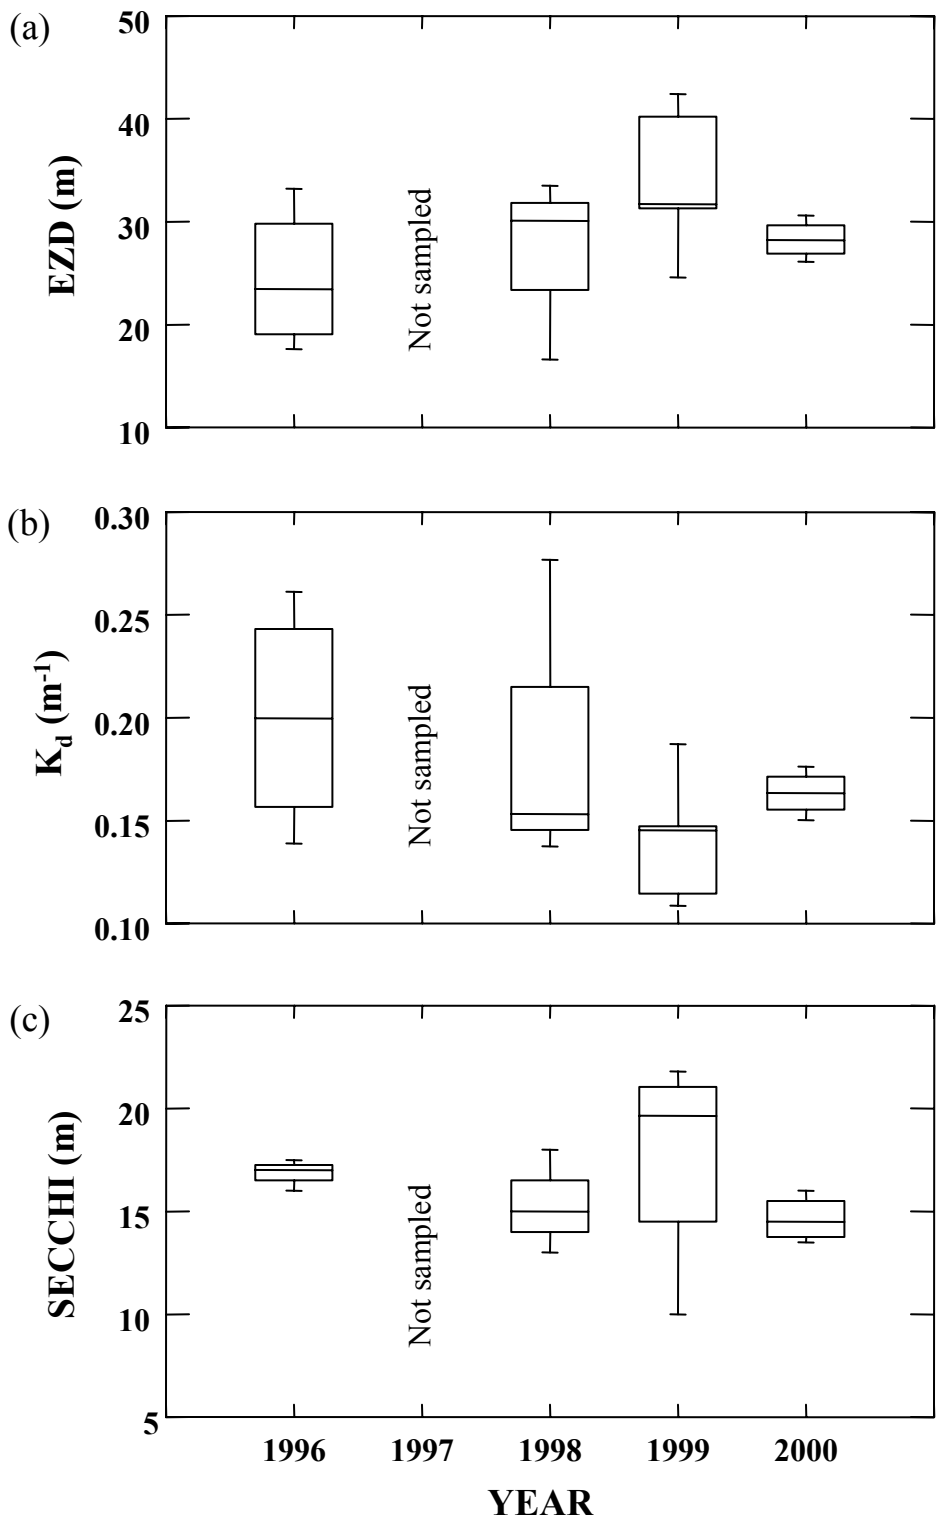 (a)
EZD (m)
50
40
30
20
10
Not sampled
(b)
K_d (m⁻¹)
0.30
0.25
0.20
0.15
0.10
Not sampled
(c)
SECCHI (m)
25
20
15
10
5
Not sampled
1996 1997 1998 1999 2000
YEAR